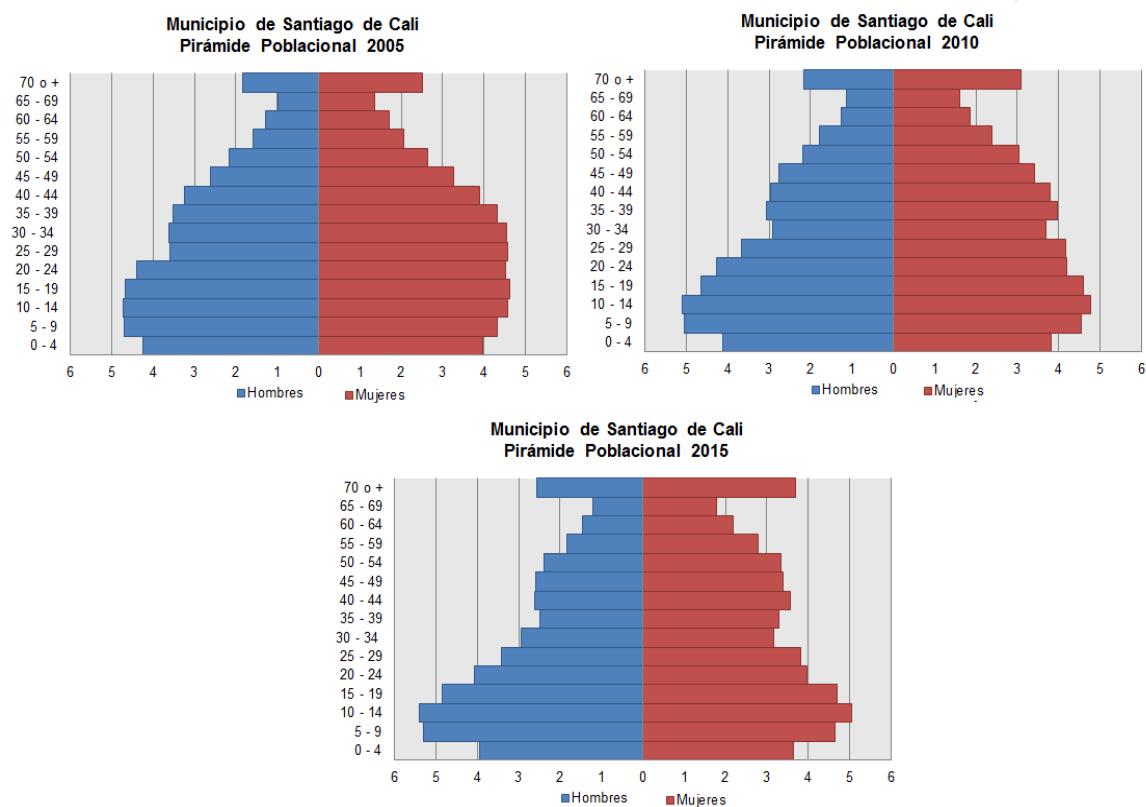 Municipio de Santiago de Cali
Pirámide Poblacional 2005
70 o +
65 - 69
60 - 64
55 - 59
50 - 54
45 - 49
40 - 44
35 - 39
30 - 34
25 - 29
20 - 24
15 - 19
10 - 14
5 - 9
0 - 4
6 5 4 3 2 1 0 1 2 3 4 5 6
Hombres Mujeres
Municipio de Santiago de Cali
Pirámide Poblacional 2010
70 o +
65 - 69
60 - 64
55 - 59
50 - 54
45 - 49
40 - 44
35 - 39
30 - 34
25 - 29
20 - 24
15 - 19
10 - 14
5 - 9
0 - 4
6 5 4 3 2 1 0 1 2 3 4 5 6
Hombres Mujeres
Municipio de Santiago de Cali
Pirámide Poblacional 2015
70 o +
65 - 69
60 - 64
55 - 59
50 - 54
45 - 49
40 - 44
35 - 39
30 - 34
25 - 29
20 - 24
15 - 19
10 - 14
5 - 9
0 - 4
6 5 4 3 2 1 0 1 2 3 4 5 6
Hombres Mujeres